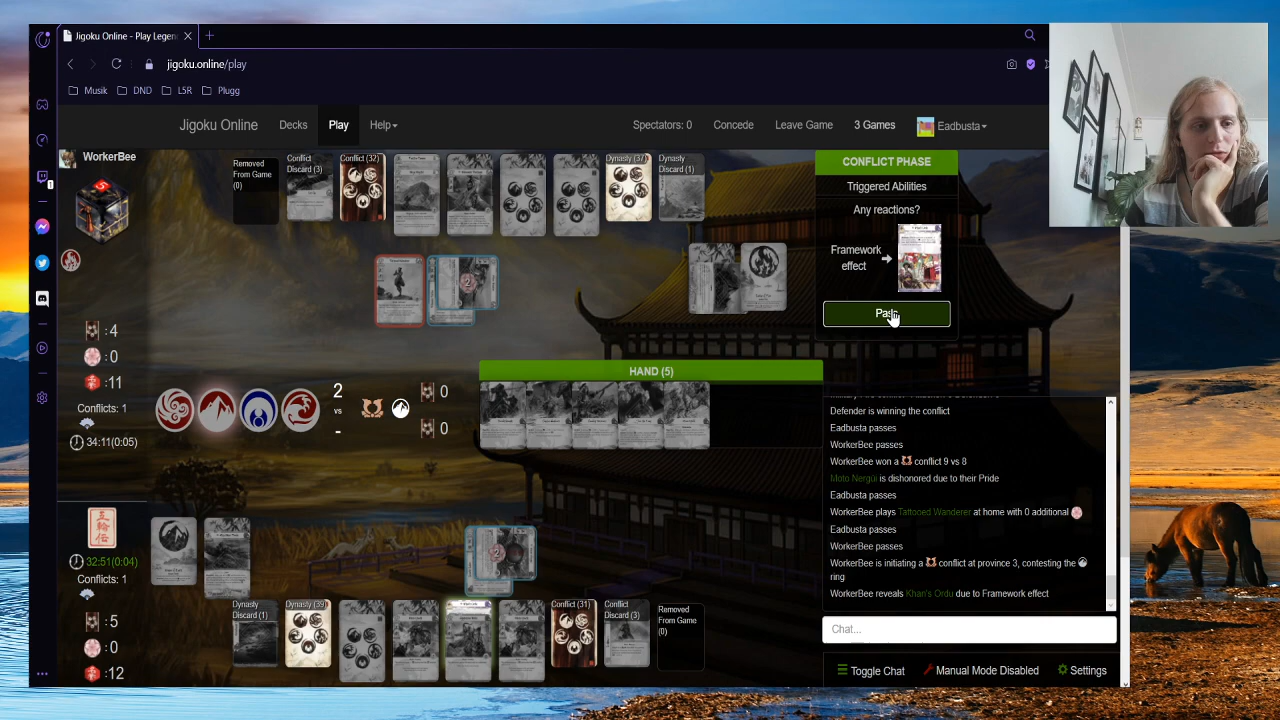 Jigoku Online - Play Legen
jigoku.online/play
Musik
DND
L5R
Plugg
Jigoku Online
Decks
Play
Help
Spectators: 0
Concede
Leave Game
3 Games
Eadbusta
WorkerBee
Removed
From Game
(0)
Conflict
Discard (3)
Conflict (32)
Dynasty (37)
Dynasty
Discard (1)
CONFLICT PHASE
Triggered Abilities
Any reactions?
Framework
effect
: 4
: 0
: 11
Conflicts: 1
34:11(0:05)
2
vs
-
0
0
2
HAND (5)
Defender is winning the conflict
Eadbusta passes
WorkerBee passes
WorkerBee won a conflict 9 vs 8
Moto Nergüi is dishonored due to their Pride
Eadbusta passes
WorkerBee plays Tattooed Wanderer at home with 0 additional
Eadbusta passes
WorkerBee passes
WorkerBee is initiating a conflict at province 3, contesting the
ring
WorkerBee reveals Khan's Ordu due to Framework effect
Chat...
Toggle Chat
Manual Mode Disabled
Settings
32:51(0:04)
Conflicts: 1
: 5
: 0
: 12
2
Dynasty
Discard (1)
Dynasty (39)
Conflict (31)
Conflict
Discard (3)
Removed
From Game
(0)